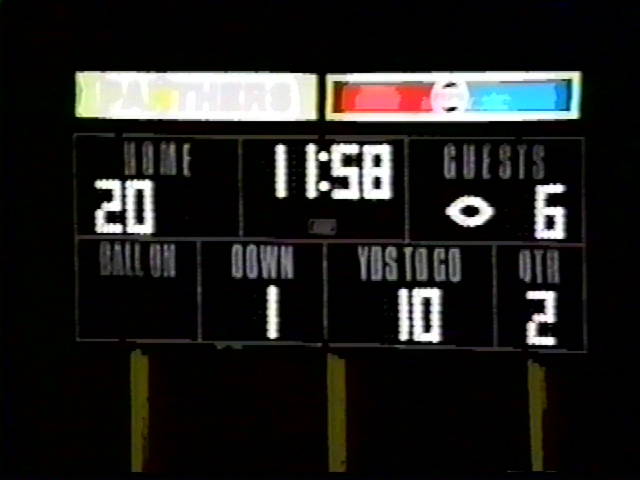 PANTHERS
HOME 11:58 GUESTS
20 6
BALL ON DOWN YDS TO GO QTR
1 10 2